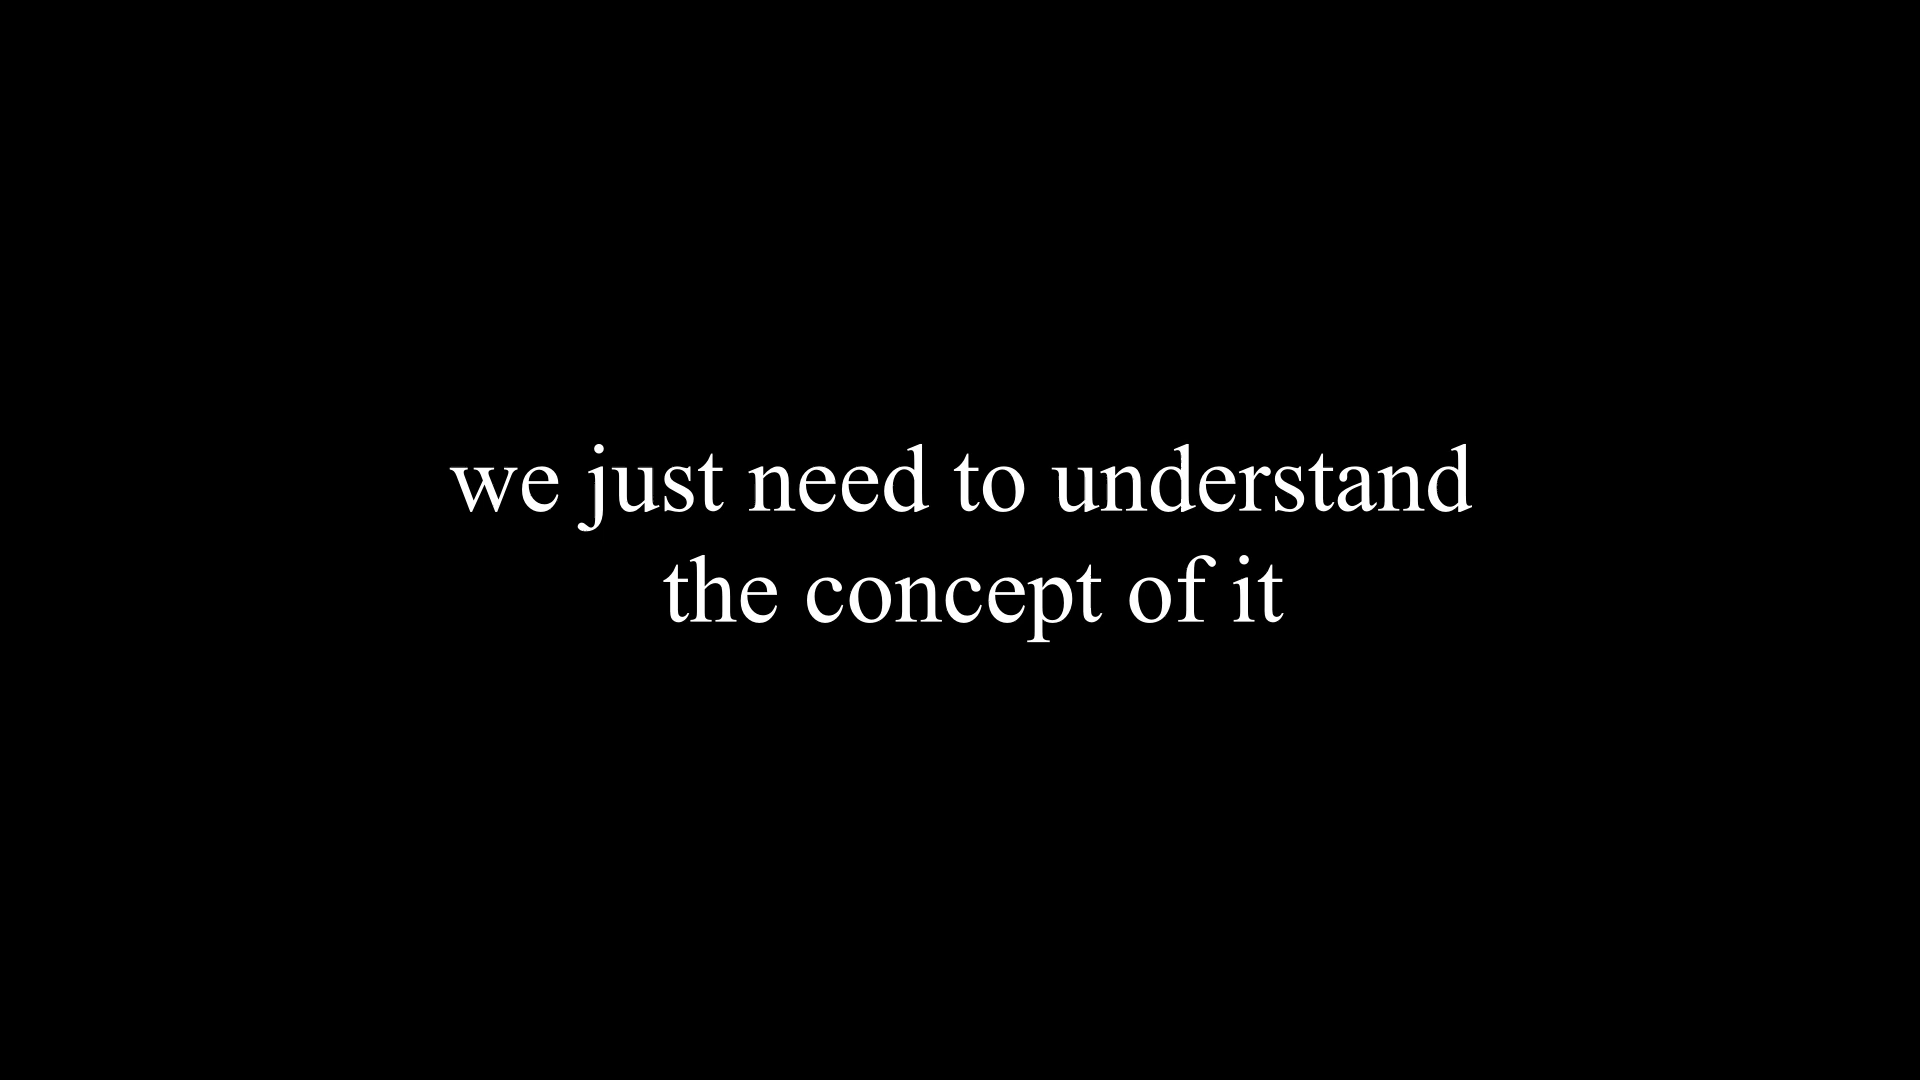 we just need to understand
the concept of it